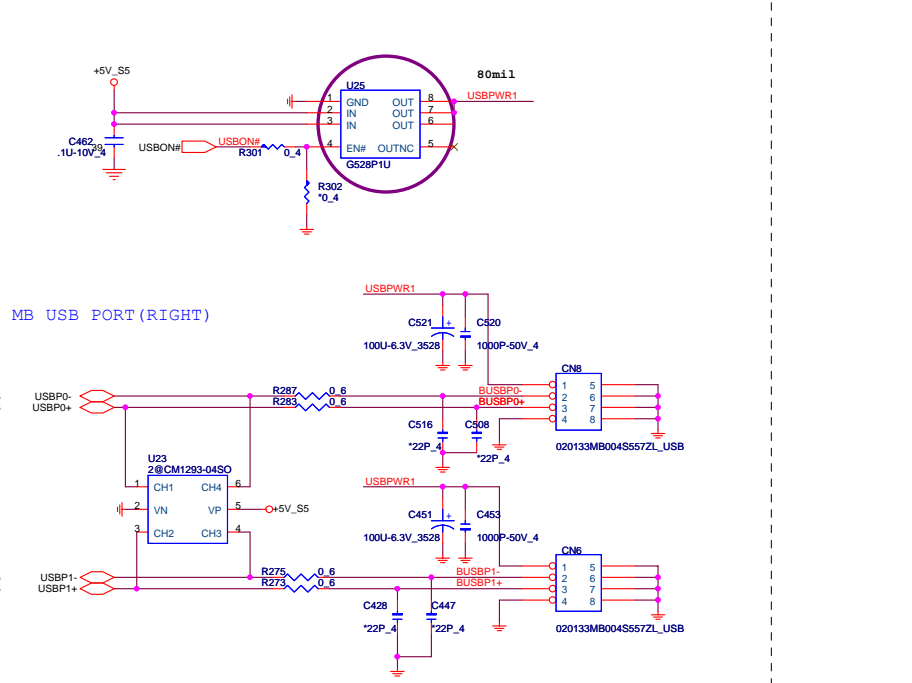 +5V_S5
80mil
U25
1 GND OUT 8 USBPWR1
2 IN OUT 7
3 IN OUT 6
C462
.1U-10V_4
39
USBON# USBON#
R301 0_4
4 EN# OUTNC 5
G528P1U
R302
*0_4
USBPWR1
MB USB PORT(RIGHT)
C521 + C520
100U-6.3V_3528 1000P-50V_4
CN8
USBP0- R287 0_6 BUSBP0-
USBP0+ R283 0_6 BUSBP0+
1 5
2 6
3 7
4 8
C516 C508
*22P_4
*22P_4
020133MB004S557ZL_USB
U23
2@CM1293-04SO
USBPWR1
1 CH1 CH4 6
2 VN VP 5 +5V_S5
3 CH2 CH3 4
C451 + C453
100U-6.3V_3528 1000P-50V_4
CN6
USBP1- R275 0_6 BUSBP1-
USBP1+ R273 0_6 BUSBP1+
1 5
2 6
3 7
4 8
C428 C447
*22P_4 *22P_4
020133MB004S557ZL_USB